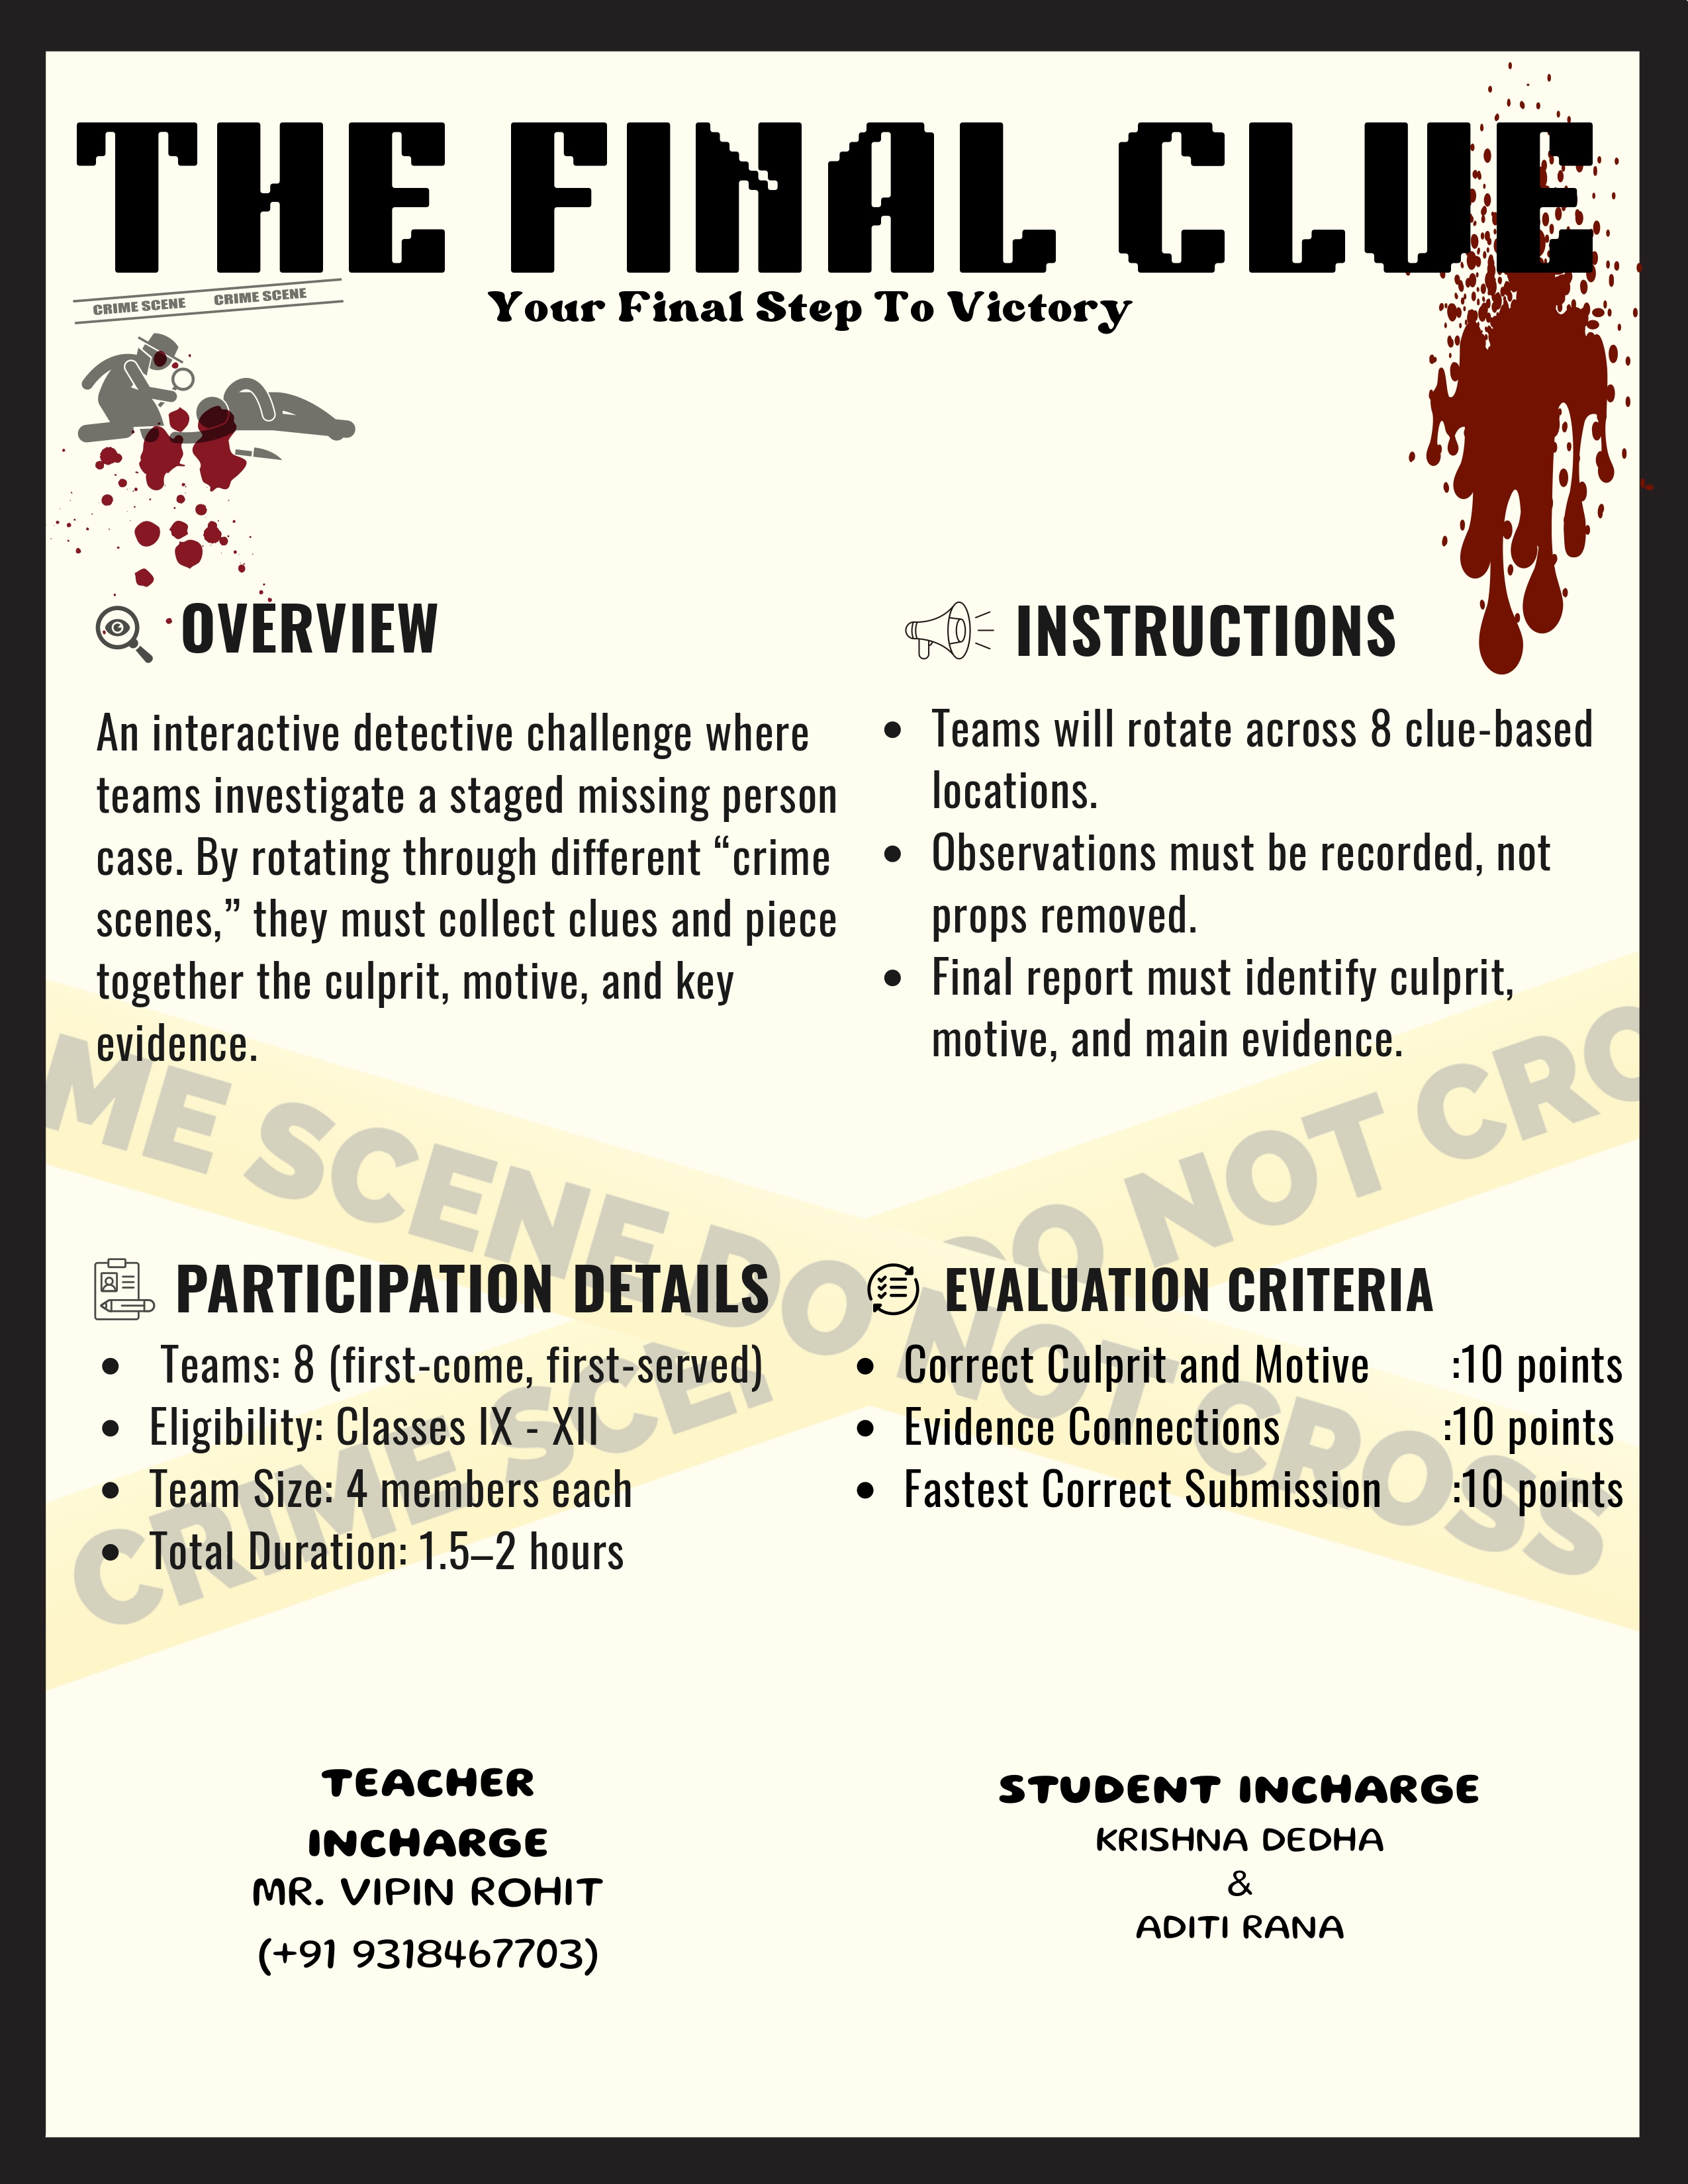 THE FINAL CLUE
Your Final Step To Victory
CRIME SCENE CRIME SCENE
OVERVIEW
An interactive detective challenge where
teams investigate a staged missing person
case. By rotating through different “crime
scenes,” they must collect clues and piece
together the culprit, motive, and key
evidence.
INSTRUCTIONS
• Teams will rotate across 8 clue-based
locations.
• Observations must be recorded, not
props removed.
• Final report must identify culprit,
motive, and main evidence.
ME SCENE DO NOT CROSS
CRIME SCE. DO NOT CRO
PARTICIPATION DETAILS
• Teams: 8 (first-come, first-served)
• Eligibility: Classes IX - XII
• Team Size: 4 members each
• Total Duration: 1.5–2 hours
EVALUATION CRITERIA
• Correct Culprit and Motive :10 points
• Evidence Connections :10 points
• Fastest Correct Submission :10 points
TEACHER
INCHARGE
MR. VIPIN ROHIT
(+91 9318467703)
STUDENT INCHARGE
KRISHNA DEDHA
&
ADITI RANA